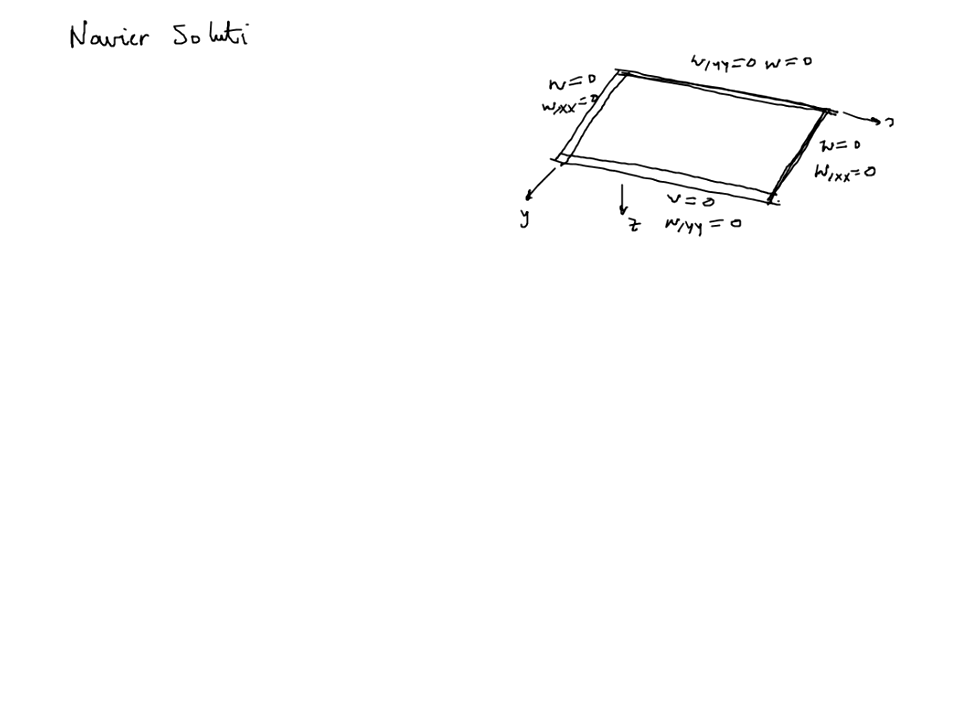 Navier Soluti
w,yy=0 w=0
w=0
w,xx=0
w=0
w,xx=0
y
z
v=0
w,yy=0